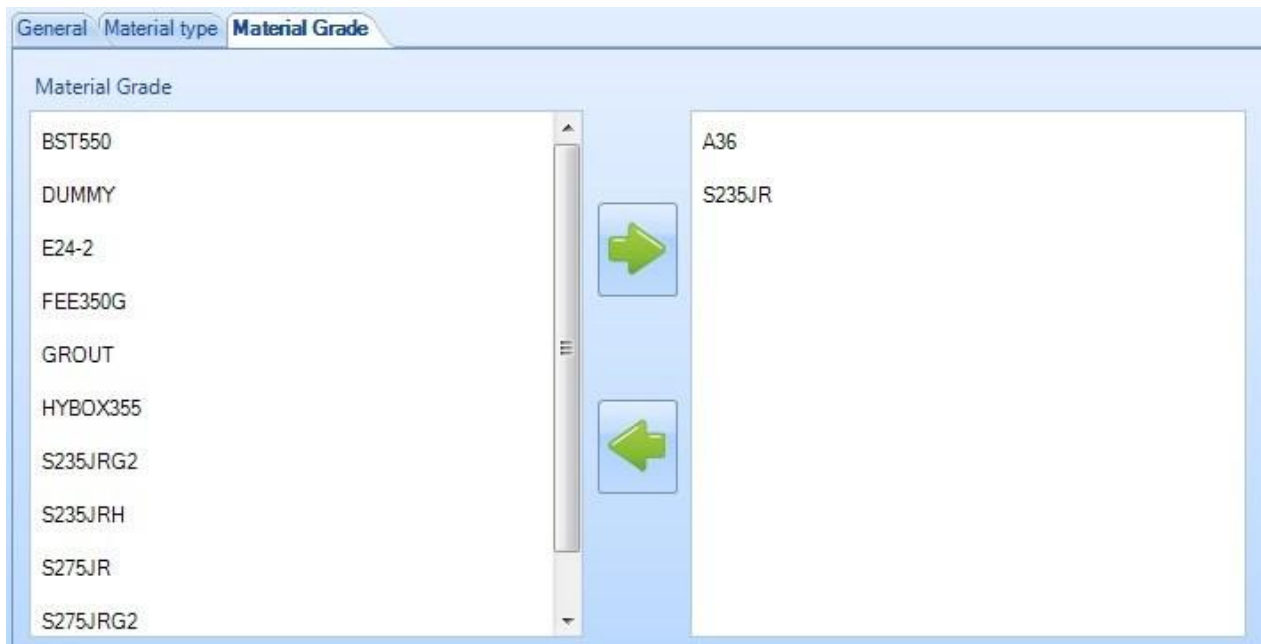 General Material type Material Grade
Material Grade
BST550
DUMMY
E24-2
FEE350G
GROUT
HYBOX355
S235JRG2
S235JRH
S275JR
S275JRG2
A36
S235JR